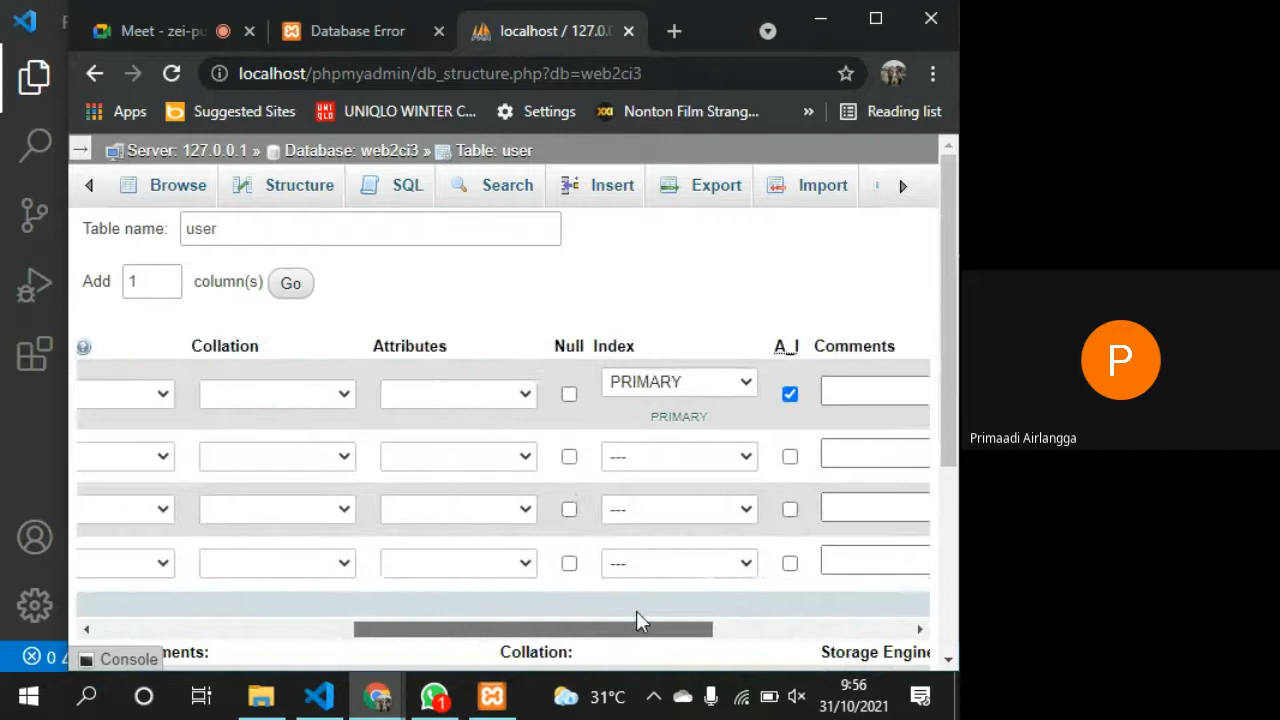 Meet - zei-pu
Database Error
localhost / 127.0.0
localhost/phpmyadmin/db_structure.php?db=web2ci3
Apps
Suggested Sites
UNIQLO WINTER C...
Settings
Nonton Film Strang...
»
Reading list
Server: 127.0.0.1 » Database: web2ci3 » Table: user
Browse
Structure
SQL
Search
Insert
Export
Import
Table name: user
Add 1 column(s) Go
Collation Attributes Null Index A_I Comments
PRIMARY
PRIMARY
---
---
---
Console
ments: Collation: Storage Engine
P
Primaadi Airlangga
0
1
31°C
9:56
31/10/2021